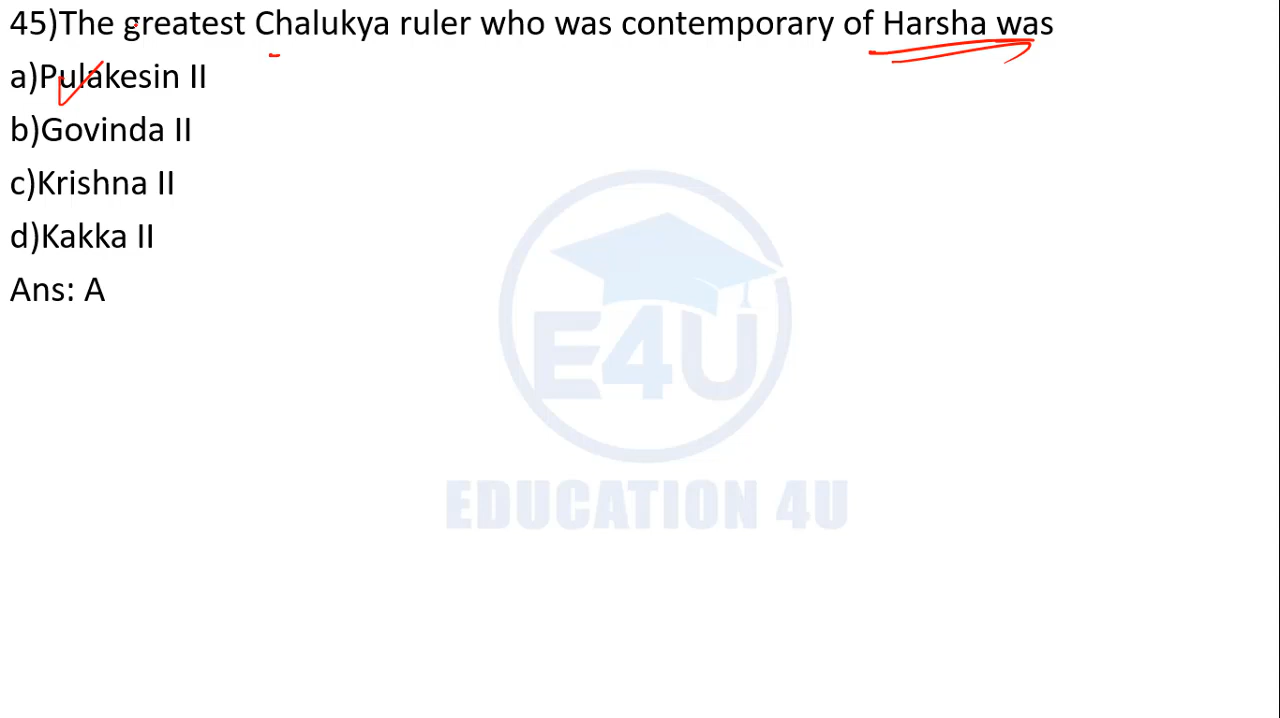 45)The greatest Chalukya ruler who was contemporary of Harsha was
a)Pulakesin II
b)Govinda II
c)Krishna II
d)Kakka II
Ans: A
E4U
EDUCATION 4U